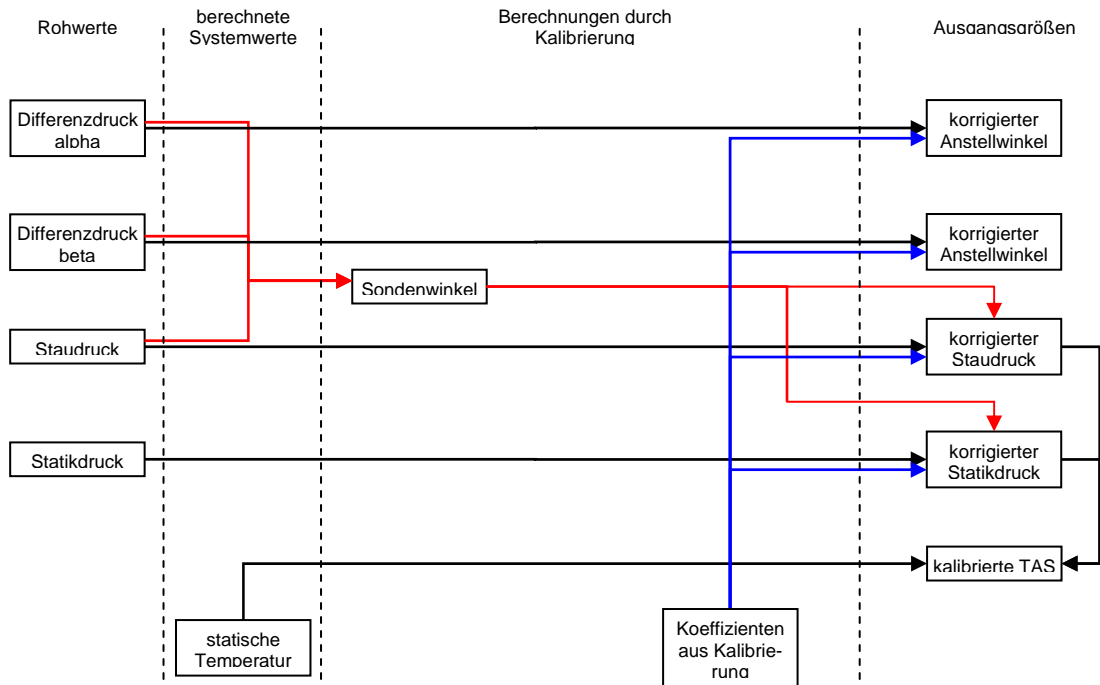 Rohwerte
berechnete
Systemwerte
Berechnungen durch
Kalibrierung
Ausgangsgrößen
Differenzdruck
alpha
korrigierter
Anstellwinkel
Differenzdruck
beta
korrigierter
Anstellwinkel
Sondenwinkel
Staudruck
korrigierter
Staudruck
Statikdruck
korrigierter
Statikdruck
kalibrierte TAS
statische
Temperatur
Koeffizienten
aus Kalibrie-
rung